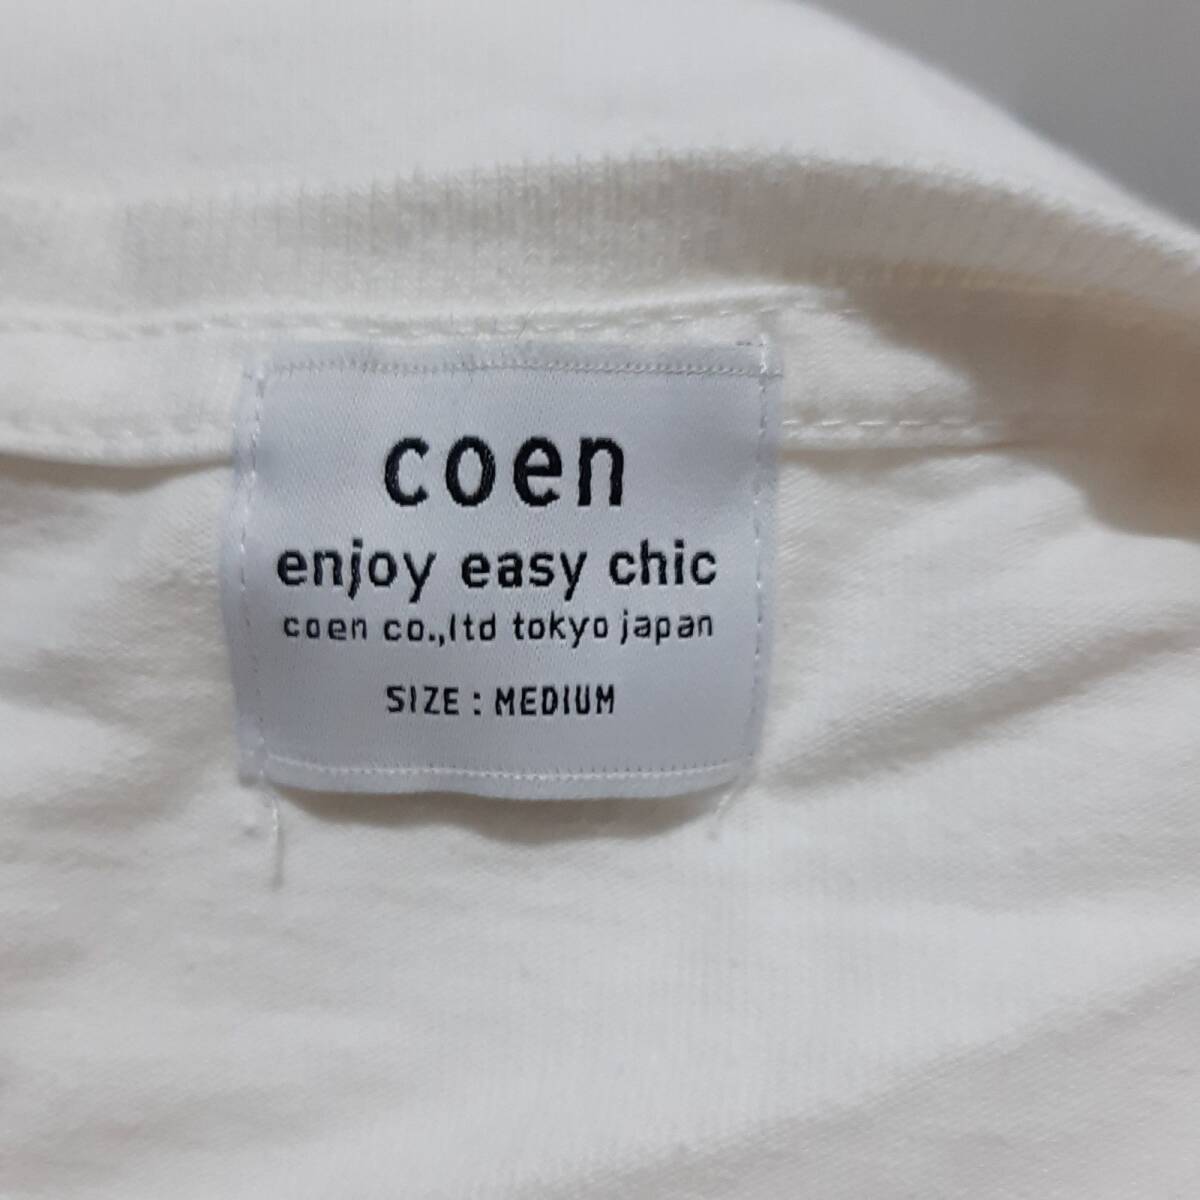 coen
enjoy easy chic
coen co.,ltd tokyo japan
SIZE : MEDIUM